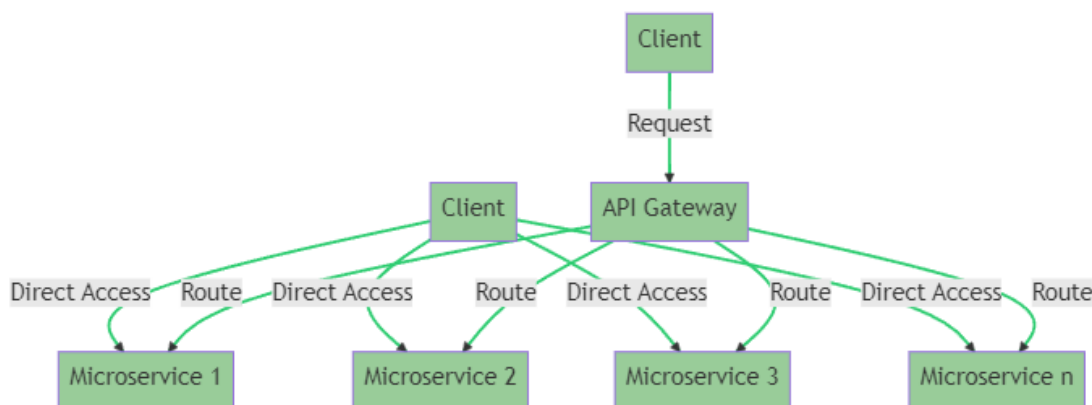 Client
Request
Client
API Gateway
Direct Access
Route
Direct Access
Route
Direct Access
Route
Direct Access
Route
Microservice 1
Microservice 2
Microservice 3
Microservice n